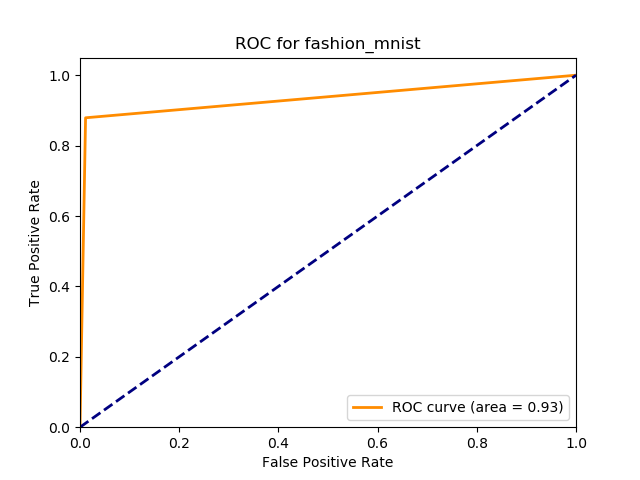 ROC for fashion_mnist
1.0
0.8
0.6
0.4
0.2
0.0
True Positive Rate
ROC curve (area = 0.93)
0.0 0.2 0.4 0.6 0.8 1.0
False Positive Rate